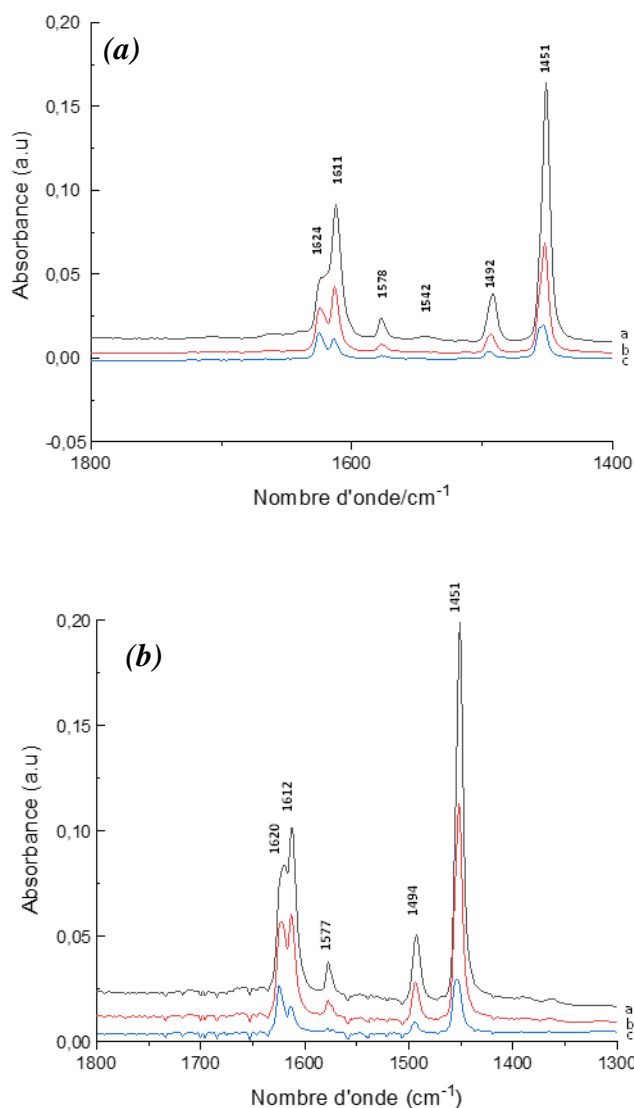 (a)
0,20
0,15
0,10
0,05
0,00
-0,05
Absorbance (a.u)
1624
1611
1578
1542
1492
1451
a
b
c
1800
1600
1400
Nombre d'onde/cm-1
(b)
0,20
0,15
0,10
0,05
0,00
Absorbance (a.u)
1620
1612
1577
1494
1451
a
b
c
1800
1700
1600
1500
1400
1300
Nombre d'onde (cm-1)